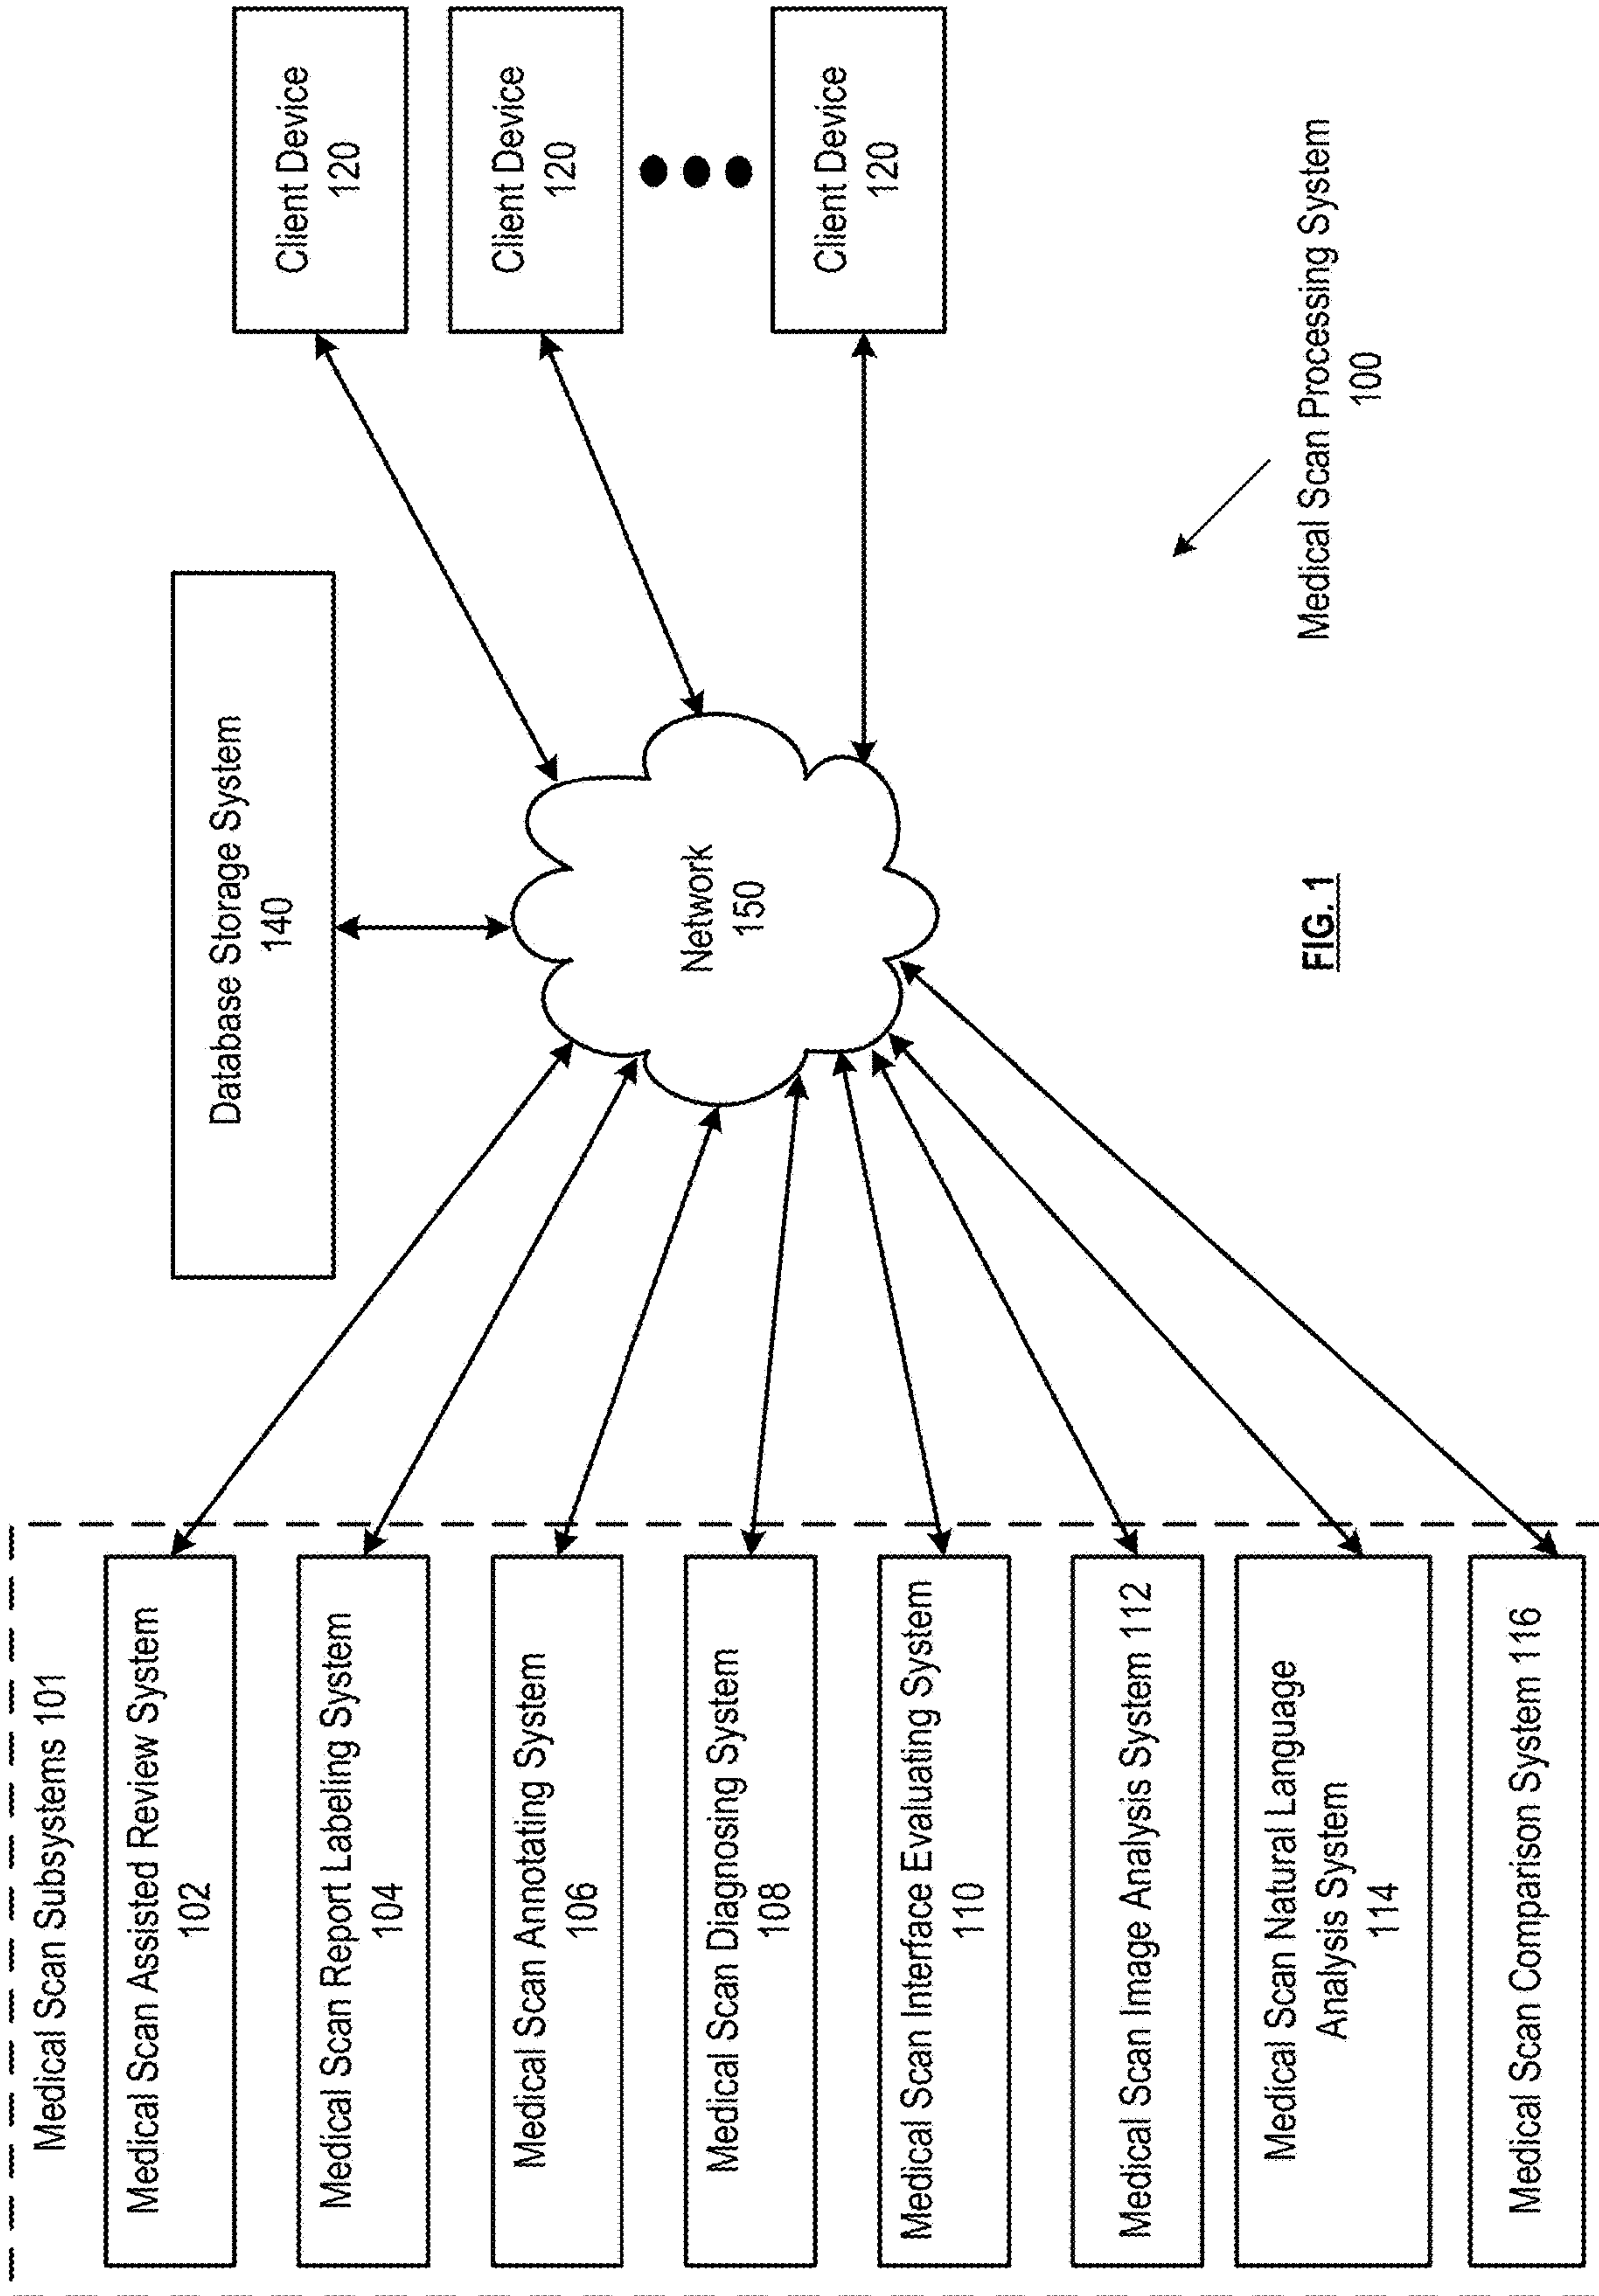 Medical Scan Subsystems 101
Medical Scan Assisted Review System
102
Medical Scan Report Labeling System
104
Medical Scan Annotating System
106
Medical Scan Diagnosing System
108
Medical Scan Interface Evaluating System
110
Medical Scan Image Analysis System 112
Medical Scan Natural Language
Analysis System
114
Medical Scan Comparison System 116
Database Storage System
140
Network
150
Client Device
120
Client Device
120
Client Device
120
Medical Scan Processing System
100
FIG. 1